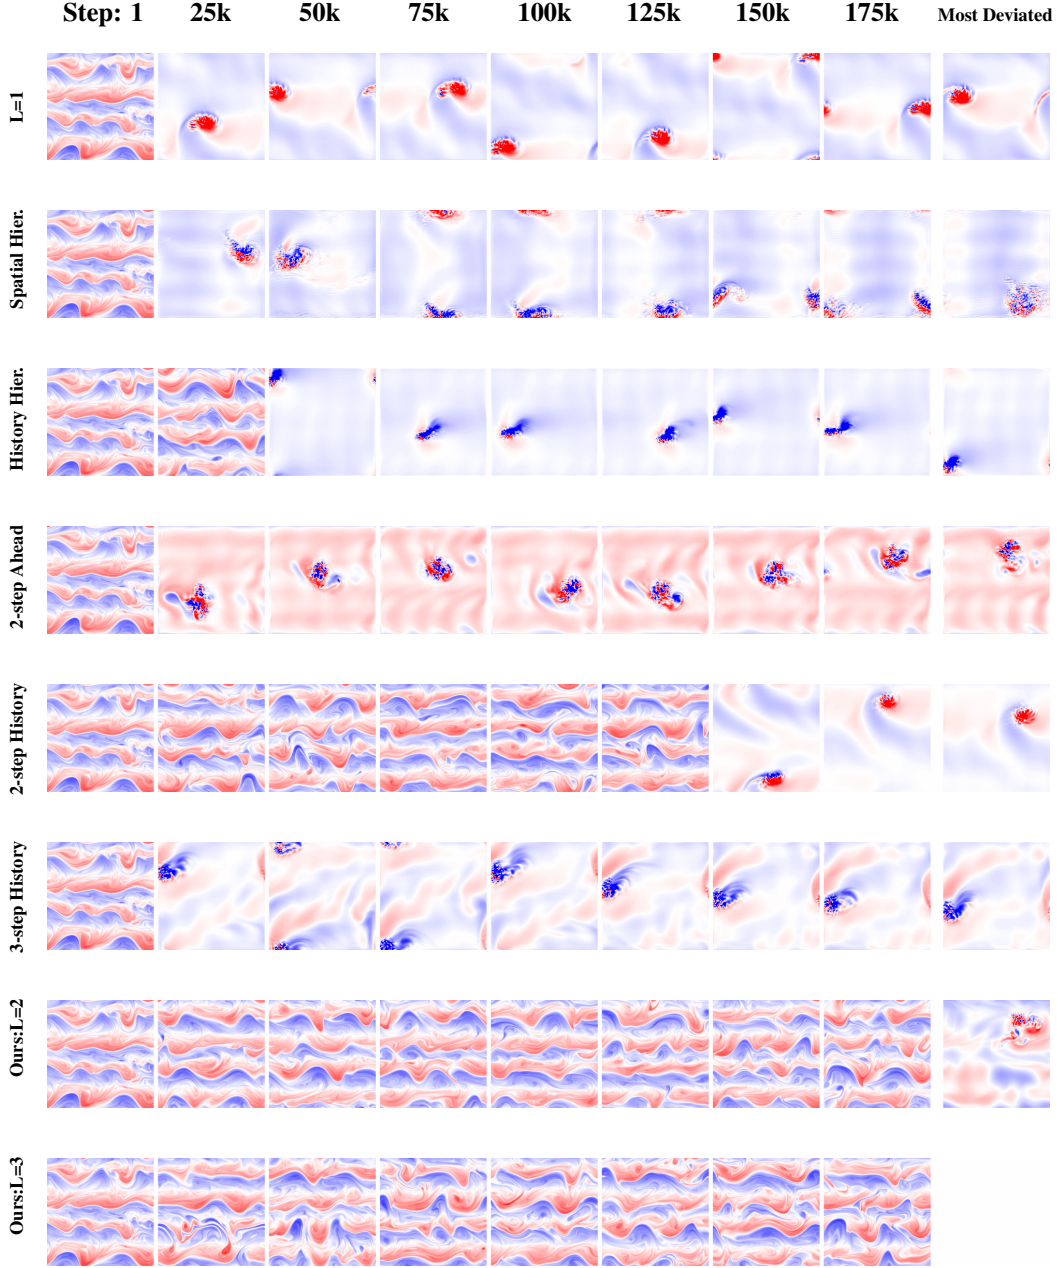 Step: 1 25k 50k 75k 100k 125k 150k 175k Most Deviated
L=1
Spatial Hier.
History Hier.
2-step Ahead
2-step History
3-step History
Ours:L=2
Ours:L=3